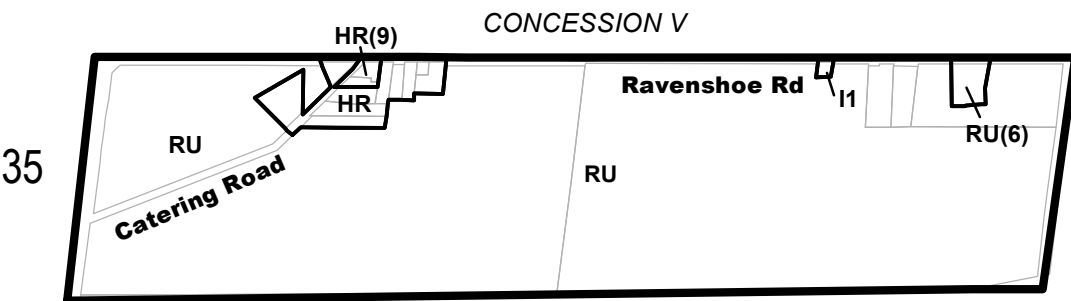 CONCESSION V
HR(9)
Ravenshoe Rd
I1
HR
RU(6)
RU
35
RU
Catering Road